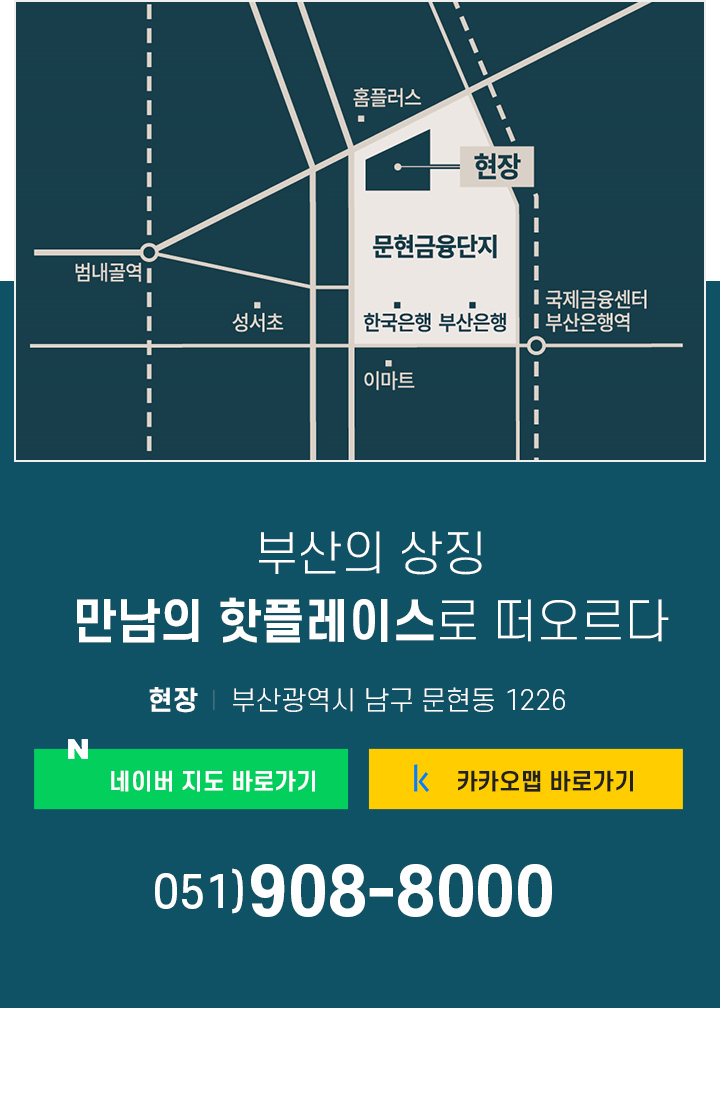 홈플러스
현장
문현금융단지
범내골역
성서초
한국은행 부산은행
국제금융센터
부산은행역
이마트
부산의 상징
만남의 핫플레이스로 떠오르다
현장 | 부산광역시 남구 문현동 1226
N 네이버 지도 바로가기
k 카카오맵 바로가기
051)908-8000